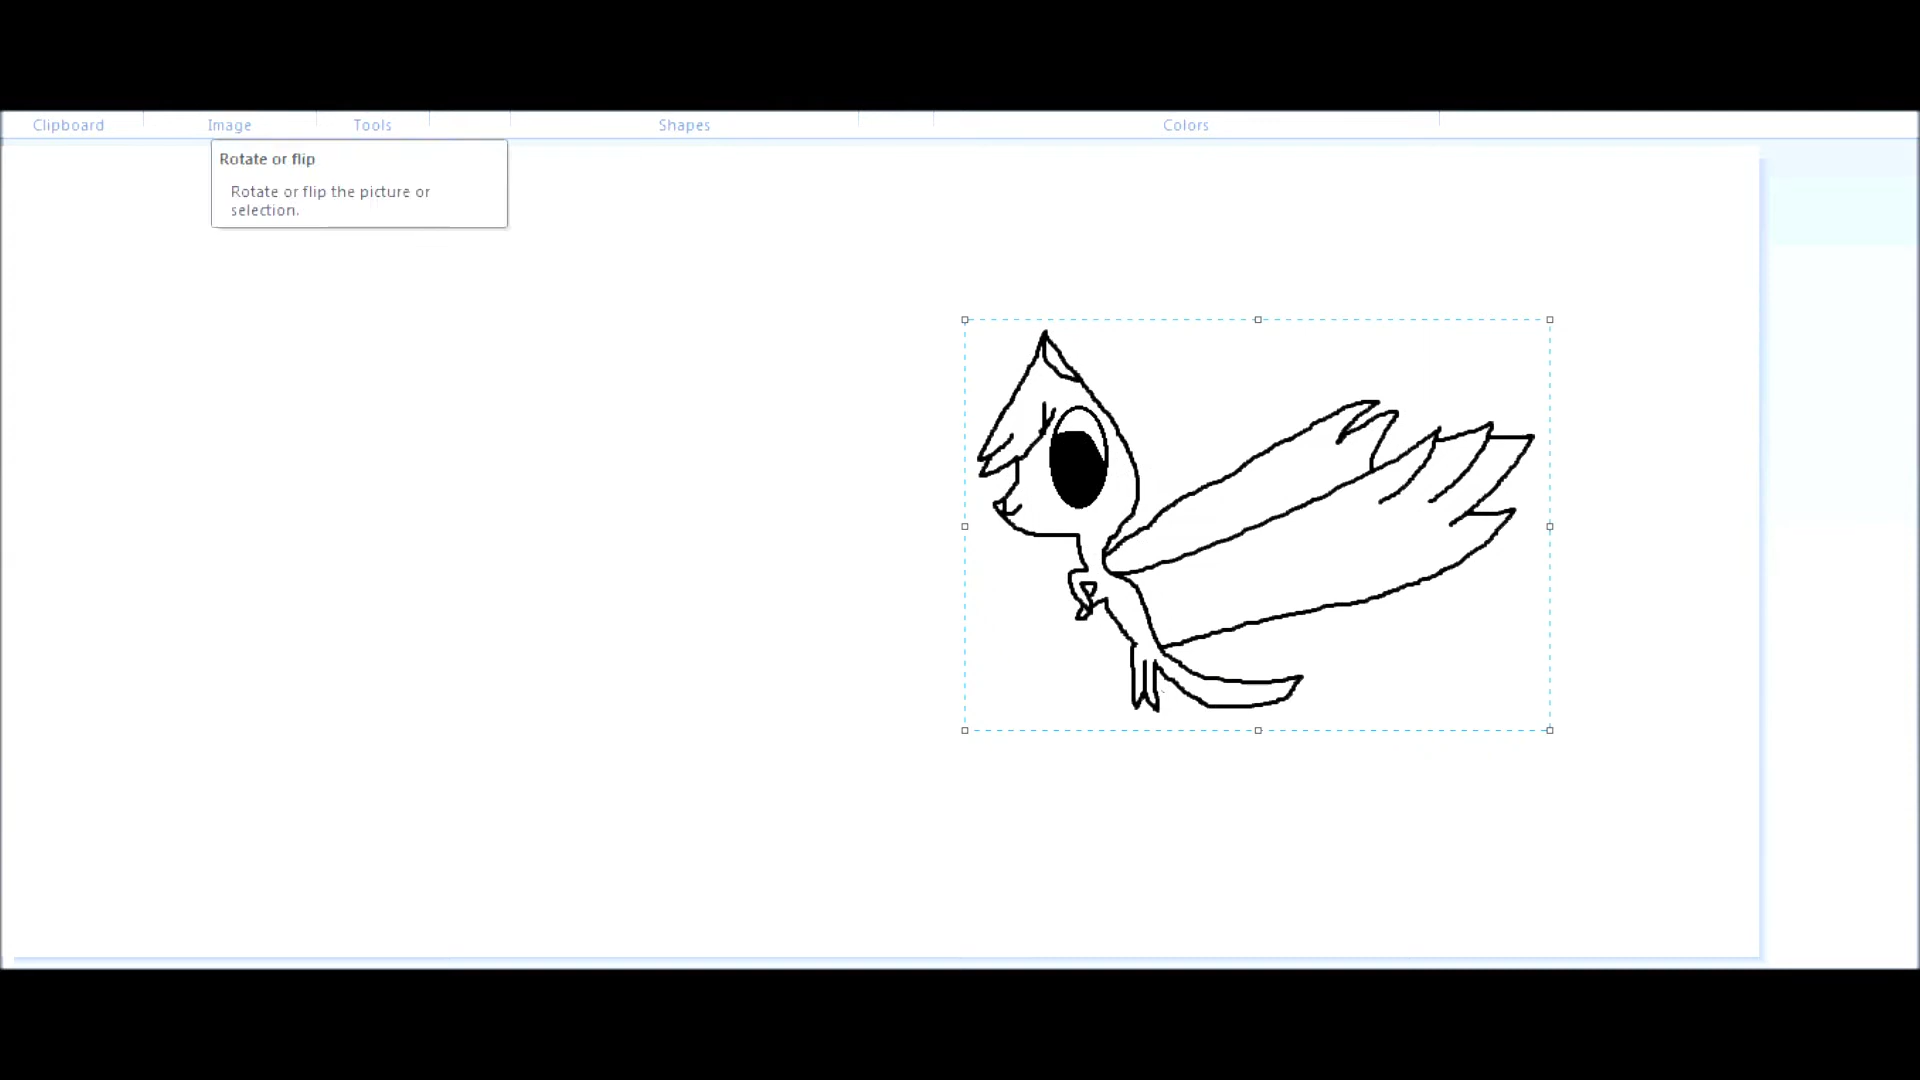 Clipboard
Image
Tools
Shapes
Colors
Rotate or flip
Rotate or flip the picture or
selection.